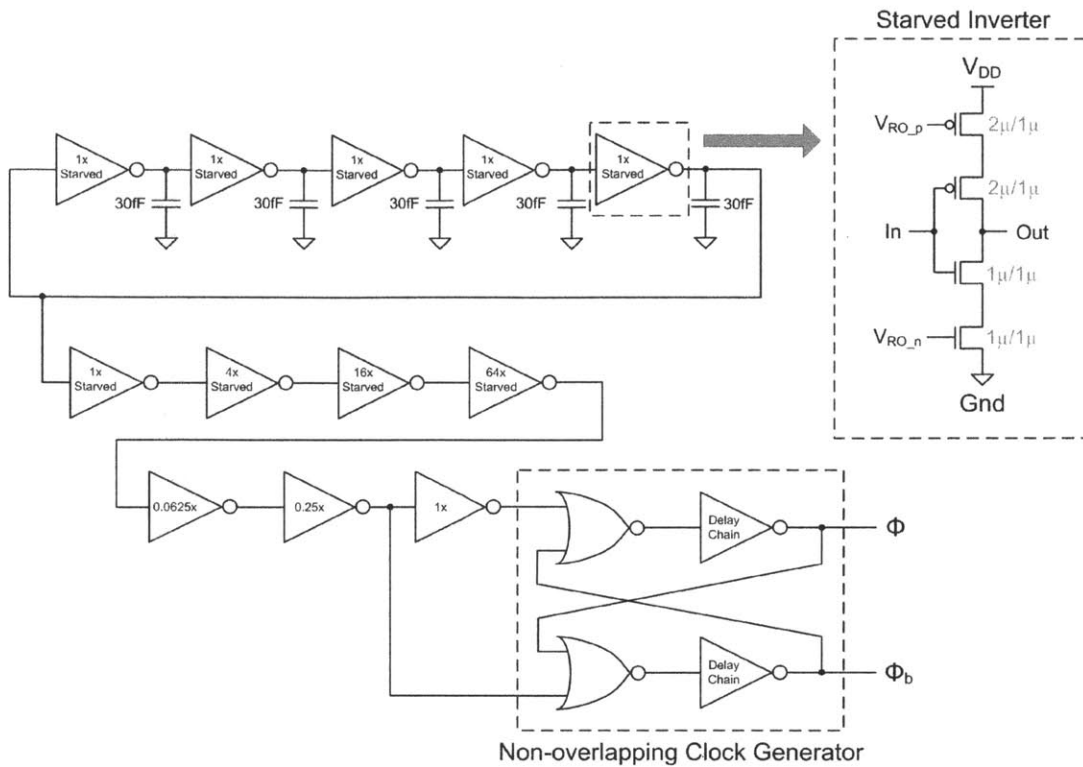 Starved Inverter
V_DD
V_RO_p
2µ/1µ
2µ/1µ
In
Out
1µ/1µ
V_RO_n
1µ/1µ
Gnd
1x
Starved
30fF
1x
Starved
30fF
1x
Starved
30fF
1x
Starved
30fF
1x
Starved
30fF
1x
Starved
4x
Starved
16x
Starved
64x
Starved
0.0625x
0.25x
1x
Delay
Chain
Φ
Delay
Chain
Φ_b
Non-overlapping Clock Generator